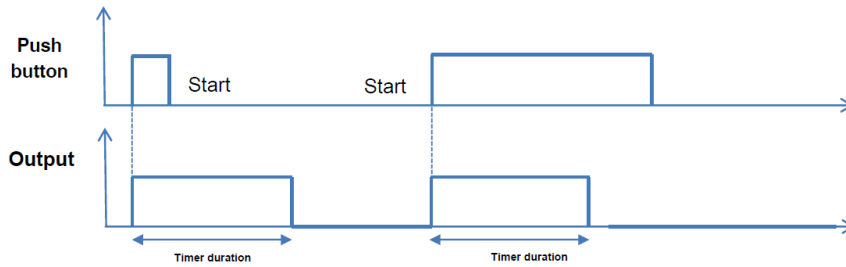 Push
button
Start
Start
Output
Timer duration
Timer duration